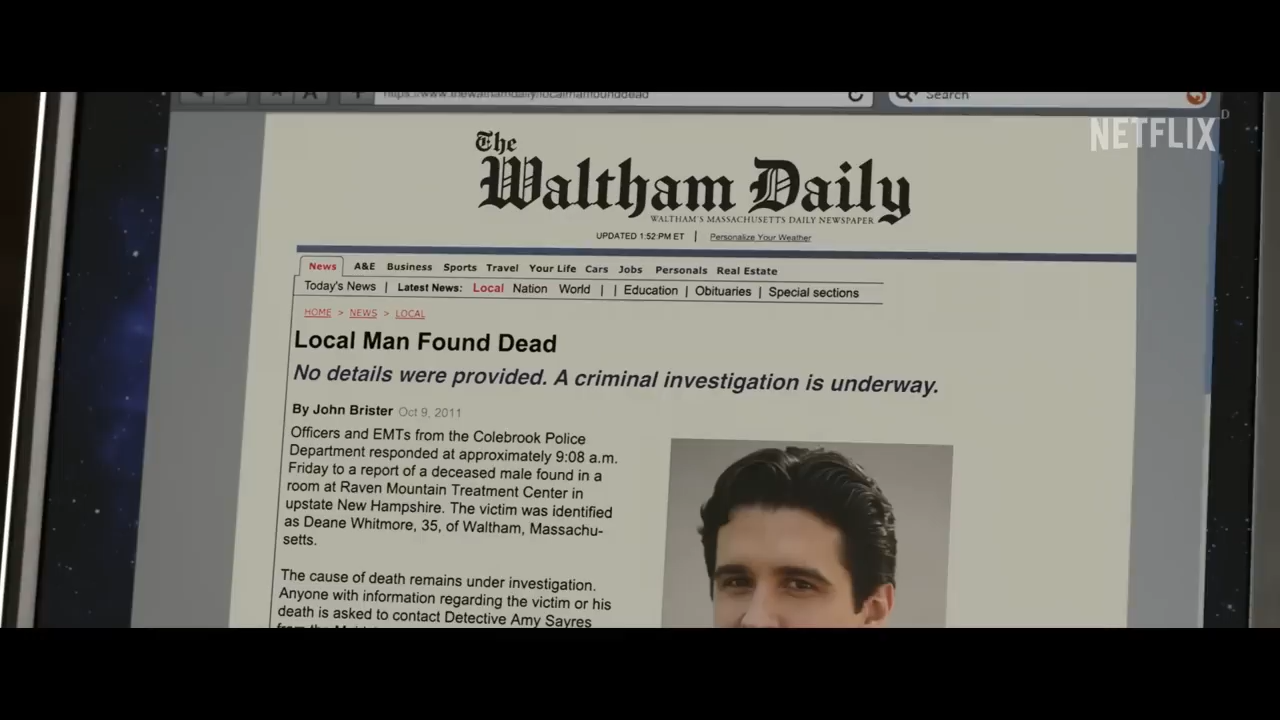 https://www.thewalthamdaily/localmanfounddead
Search
NETFLIX
The
Waltham Daily
WALTHAM'S MASSACHUSETTS DAILY NEWSPAPER
UPDATED 1:52 PM ET | Personalize Your Weather
News A&E Business Sports Travel Your Life Cars Jobs Personals Real Estate
Today's News | Latest News: Local Nation World | | Education | Obituaries | Special sections
HOME > NEWS > LOCAL
Local Man Found Dead
No details were provided. A criminal investigation is underway.
By John Brister Oct 9, 2011
Officers and EMTs from the Colebrook Police
Department responded at approximately 9:08 a.m.
Friday to a report of a deceased male found in a
room at Raven Mountain Treatment Center in
upstate New Hampshire. The victim was identified
as Deane Whitmore, 35, of Waltham, Massachu-
setts.
The cause of death remains under investigation.
Anyone with information regarding the victim or his
death is asked to contact Detective Amy Sayres
from the